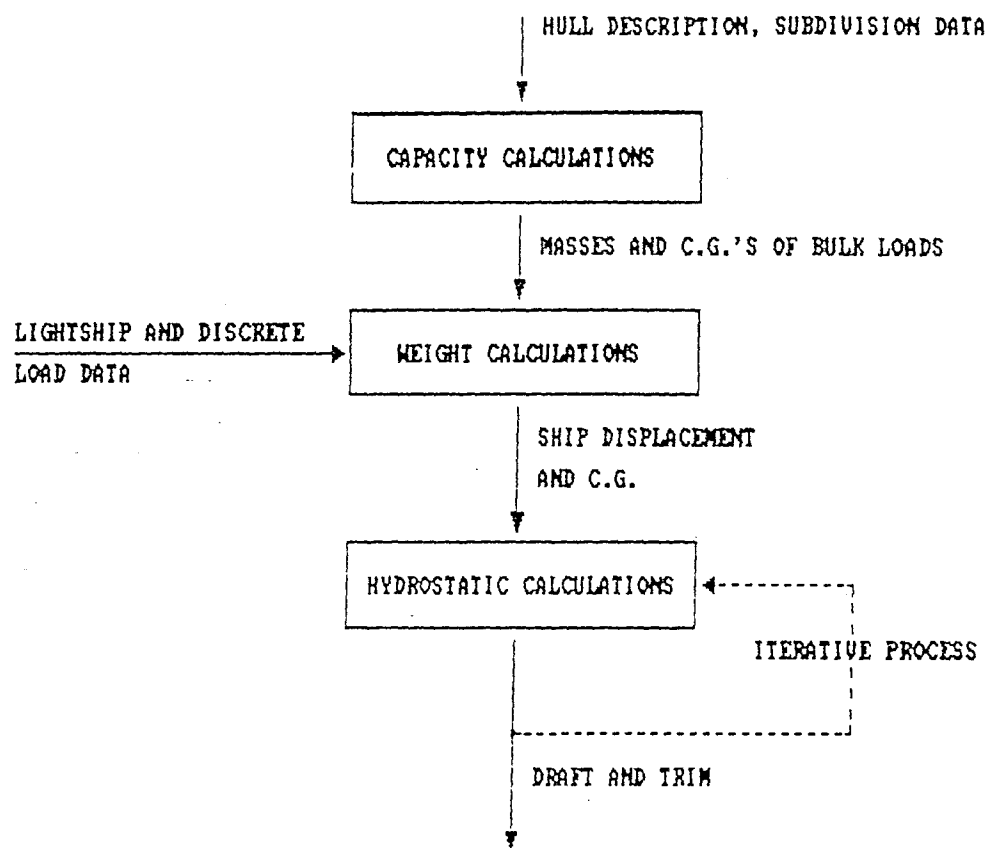 HULL DESCRIPTION, SUBDIVISION DATA
CAPACITY CALCULATIONS
MASSES AND C.G.'S OF BULK LOADS
LIGHTSHIP AND DISCRETE
LOAD DATA
WEIGHT CALCULATIONS
SHIP DISPLACEMENT
AND C.G.
HYDROSTATIC CALCULATIONS
ITERATIVE PROCESS
DRAFT AND TRIM